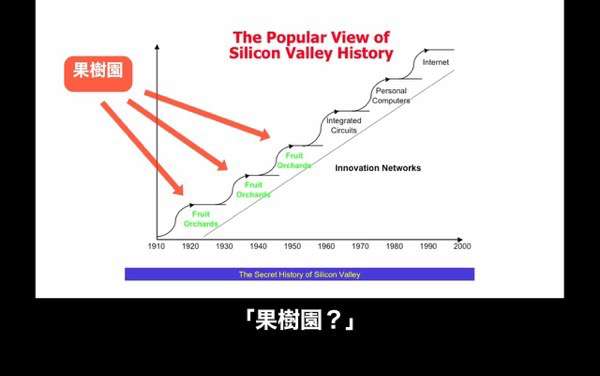 The Popular View of
Silicon Valley History
果樹園
Internet
Personal
Computers
Integrated
Circuits
Fruit
Orchards
Fruit
Orchards
Fruit
Orchards
Innovation Networks
1910 1920 1930 1940 1950 1960 1970 1980 1990 2000
The Secret History of Silicon Valley
「果樹園？」